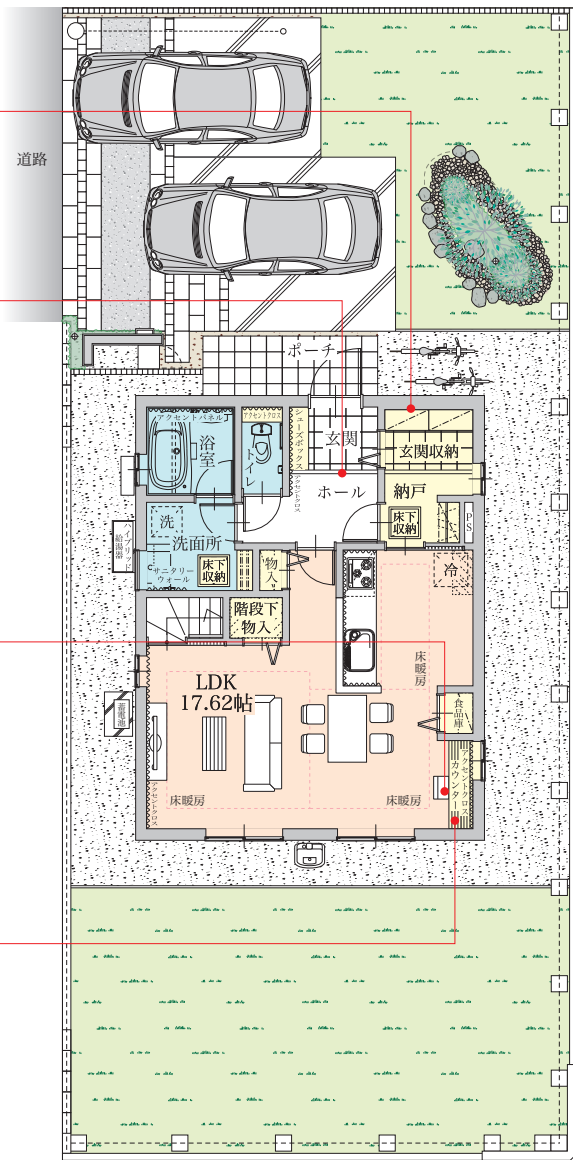 道路
ポーチ
アクセントパネル
アクセントクロス
浴室
トイレ
シューズボックス
玄関
玄関収納
アクセントクロス
ホール
納戸
洗
洗面所
床下
収納
PS
ハイブリッド
給湯器
サニタリー
ウォール
床下
収納
物入
冷
階段下
物入
床暖房
LDK
17.62帖
食品庫
蓄電池
アクセントクロス
カウンター
アクセントクロス
床暖房
床暖房